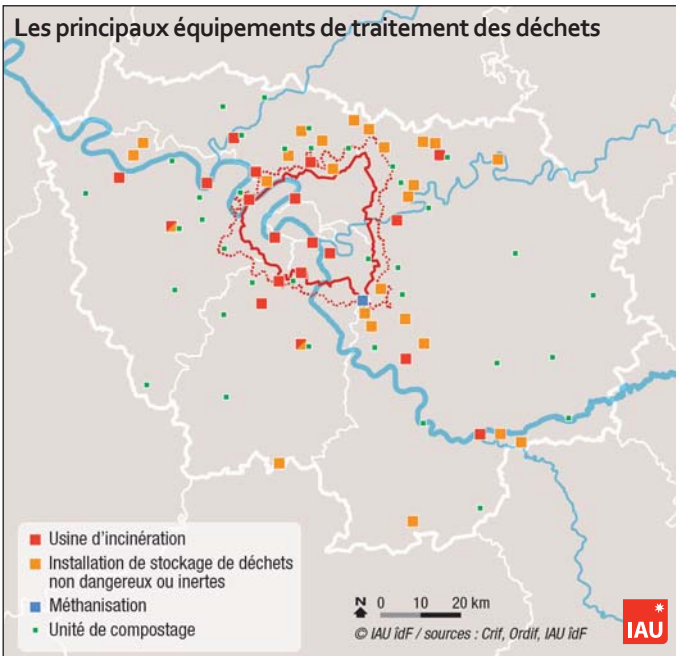 Les principaux équipements de traitement des déchets
Usine d'incinération
Installation de stockage de déchets
non dangereux ou inertes
Méthanisation
Unité de compostage
N 0 10 20 km
© IAU îdF / sources : Crif, Ordif, IAU îdF
IAU